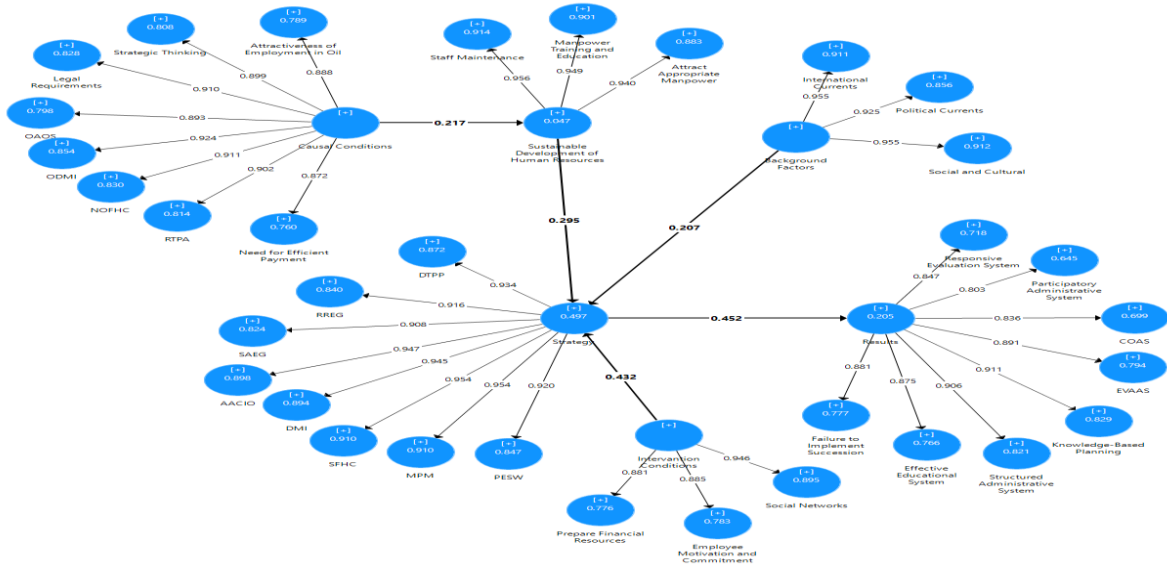 [+]
0.789
Attractiveness of
Employment in Oil
[+]
0.808
Strategic Thinking
[+]
0.828
Legal
Requirements
[+]
0.798
OAOS
[+]
0.854
ODMI
[+]
0.830
NOFHC
[+]
0.814
RTPA
[+]
0.760
Need for Efficient
Payment
0.888
0.899
0.910
0.893
0.924
0.911
0.902
0.872
[+]
Causal Conditions
0.217
[+]
0.914
Staff Maintenance
[+]
0.901
Manpower
Training and
Education
[+]
0.883
Attract
Appropriate
Manpower
0.956
0.949
0.940
[+]
0.047
Sustainable
Development of
Human Resources
0.295
[+]
0.911
International
Currents
[+]
0.856
Political Currents
[+]
0.912
Social and Cultural
0.955
0.925
0.955
[+]
Background
Factors
0.207
[+]
0.872
DTPP
[+]
0.840
RREG
[+]
0.824
SAEG
[+]
0.898
AACIO
[+]
0.894
DMI
[+]
0.910
SFHC
[+]
0.910
MPM
[+]
0.847
PESW
0.934
0.916
0.908
0.947
0.945
0.954
0.954
0.920
[+]
0.497
Strategy
0.452
0.432
[+]
Intervantion
Conditions
0.881
0.885
0.946
[+]
0.776
Prepare Financial
Resources
[+]
0.783
Employee
Motivation and
Commitment
[+]
0.895
Social Networks
[+]
0.205
Results
0.847
0.803
0.836
0.891
0.911
0.906
0.875
0.881
[+]
0.718
Responsive
Evaluation System
[+]
0.645
Participatory
Administrative
System
[+]
0.699
COAS
[+]
0.794
EVAAS
[+]
0.829
Knowledge-Based
Planning
[+]
0.821
Structured
Administrative
System
[+]
0.766
Effective
Educational
System
[+]
0.777
Failure to
Implement
Succession